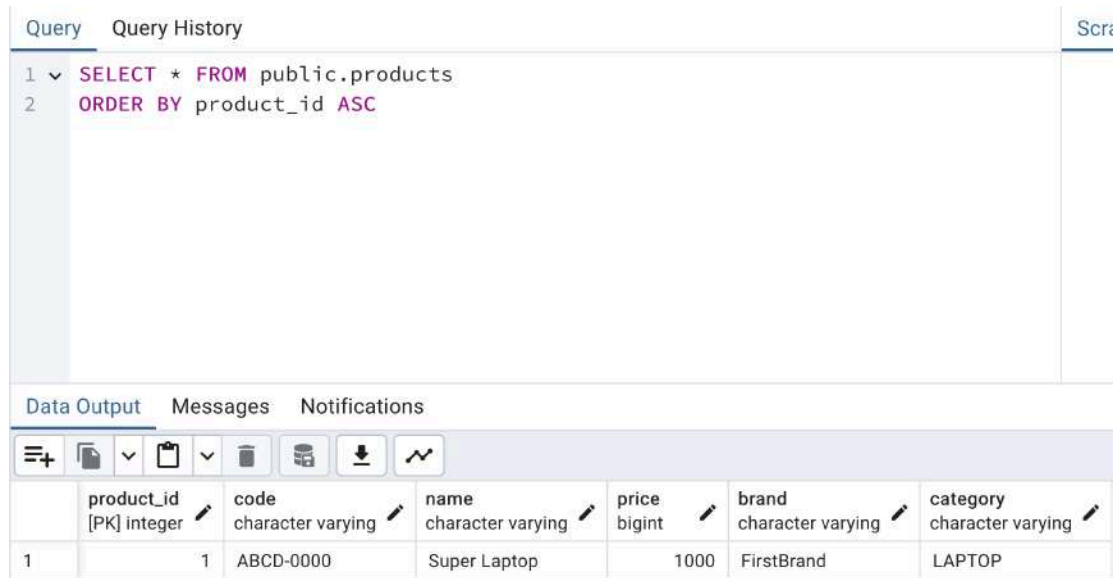 Query Query History Scra
1 SELECT * FROM public.products
2 ORDER BY product_id ASC
Data Output Messages Notifications
product_id code name price brand category
[PK] integer character varying character varying bigint character varying character varying
1 1 ABCD-0000 Super Laptop 1000 FirstBrand LAPTOP